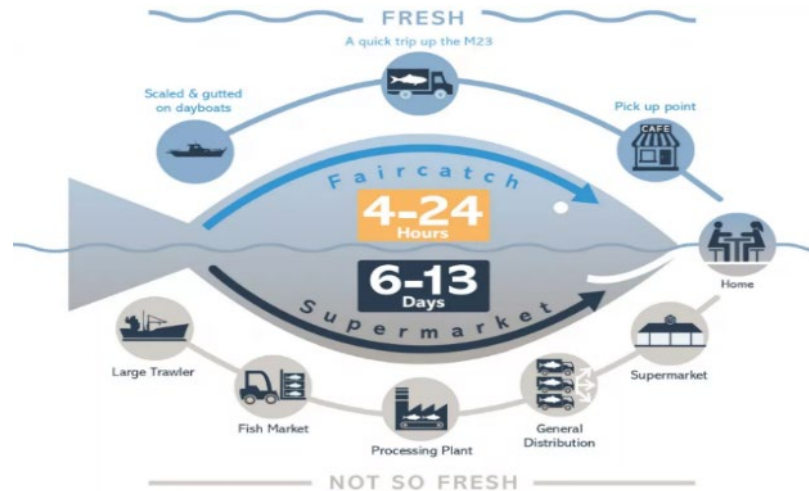 FRESH
A quick trip up the M23
Scaled & gutted
on dayboats
Pick up point
CAFE
Faircatch
4-24
Hours
6-13
Days
Supermarket
Home
Large Trawler
Supermarket
Fish Market
General
Distribution
Processing Plant
NOT SO FRESH